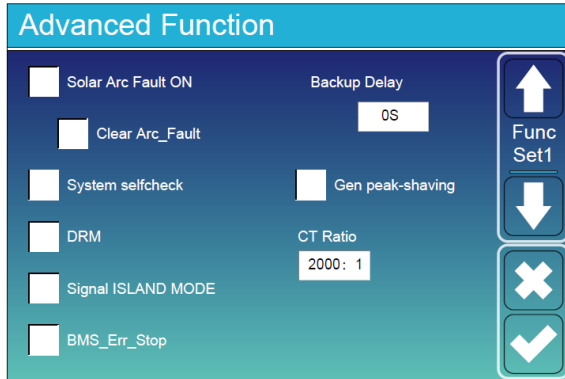 Advanced Function
Solar Arc Fault ON
Clear Arc_Fault
System selfcheck
DRM
Signal ISLAND MODE
BMS_Err_Stop
Backup Delay
0S
Gen peak-shaving
CT Ratio
2000: 1
Func
Set1